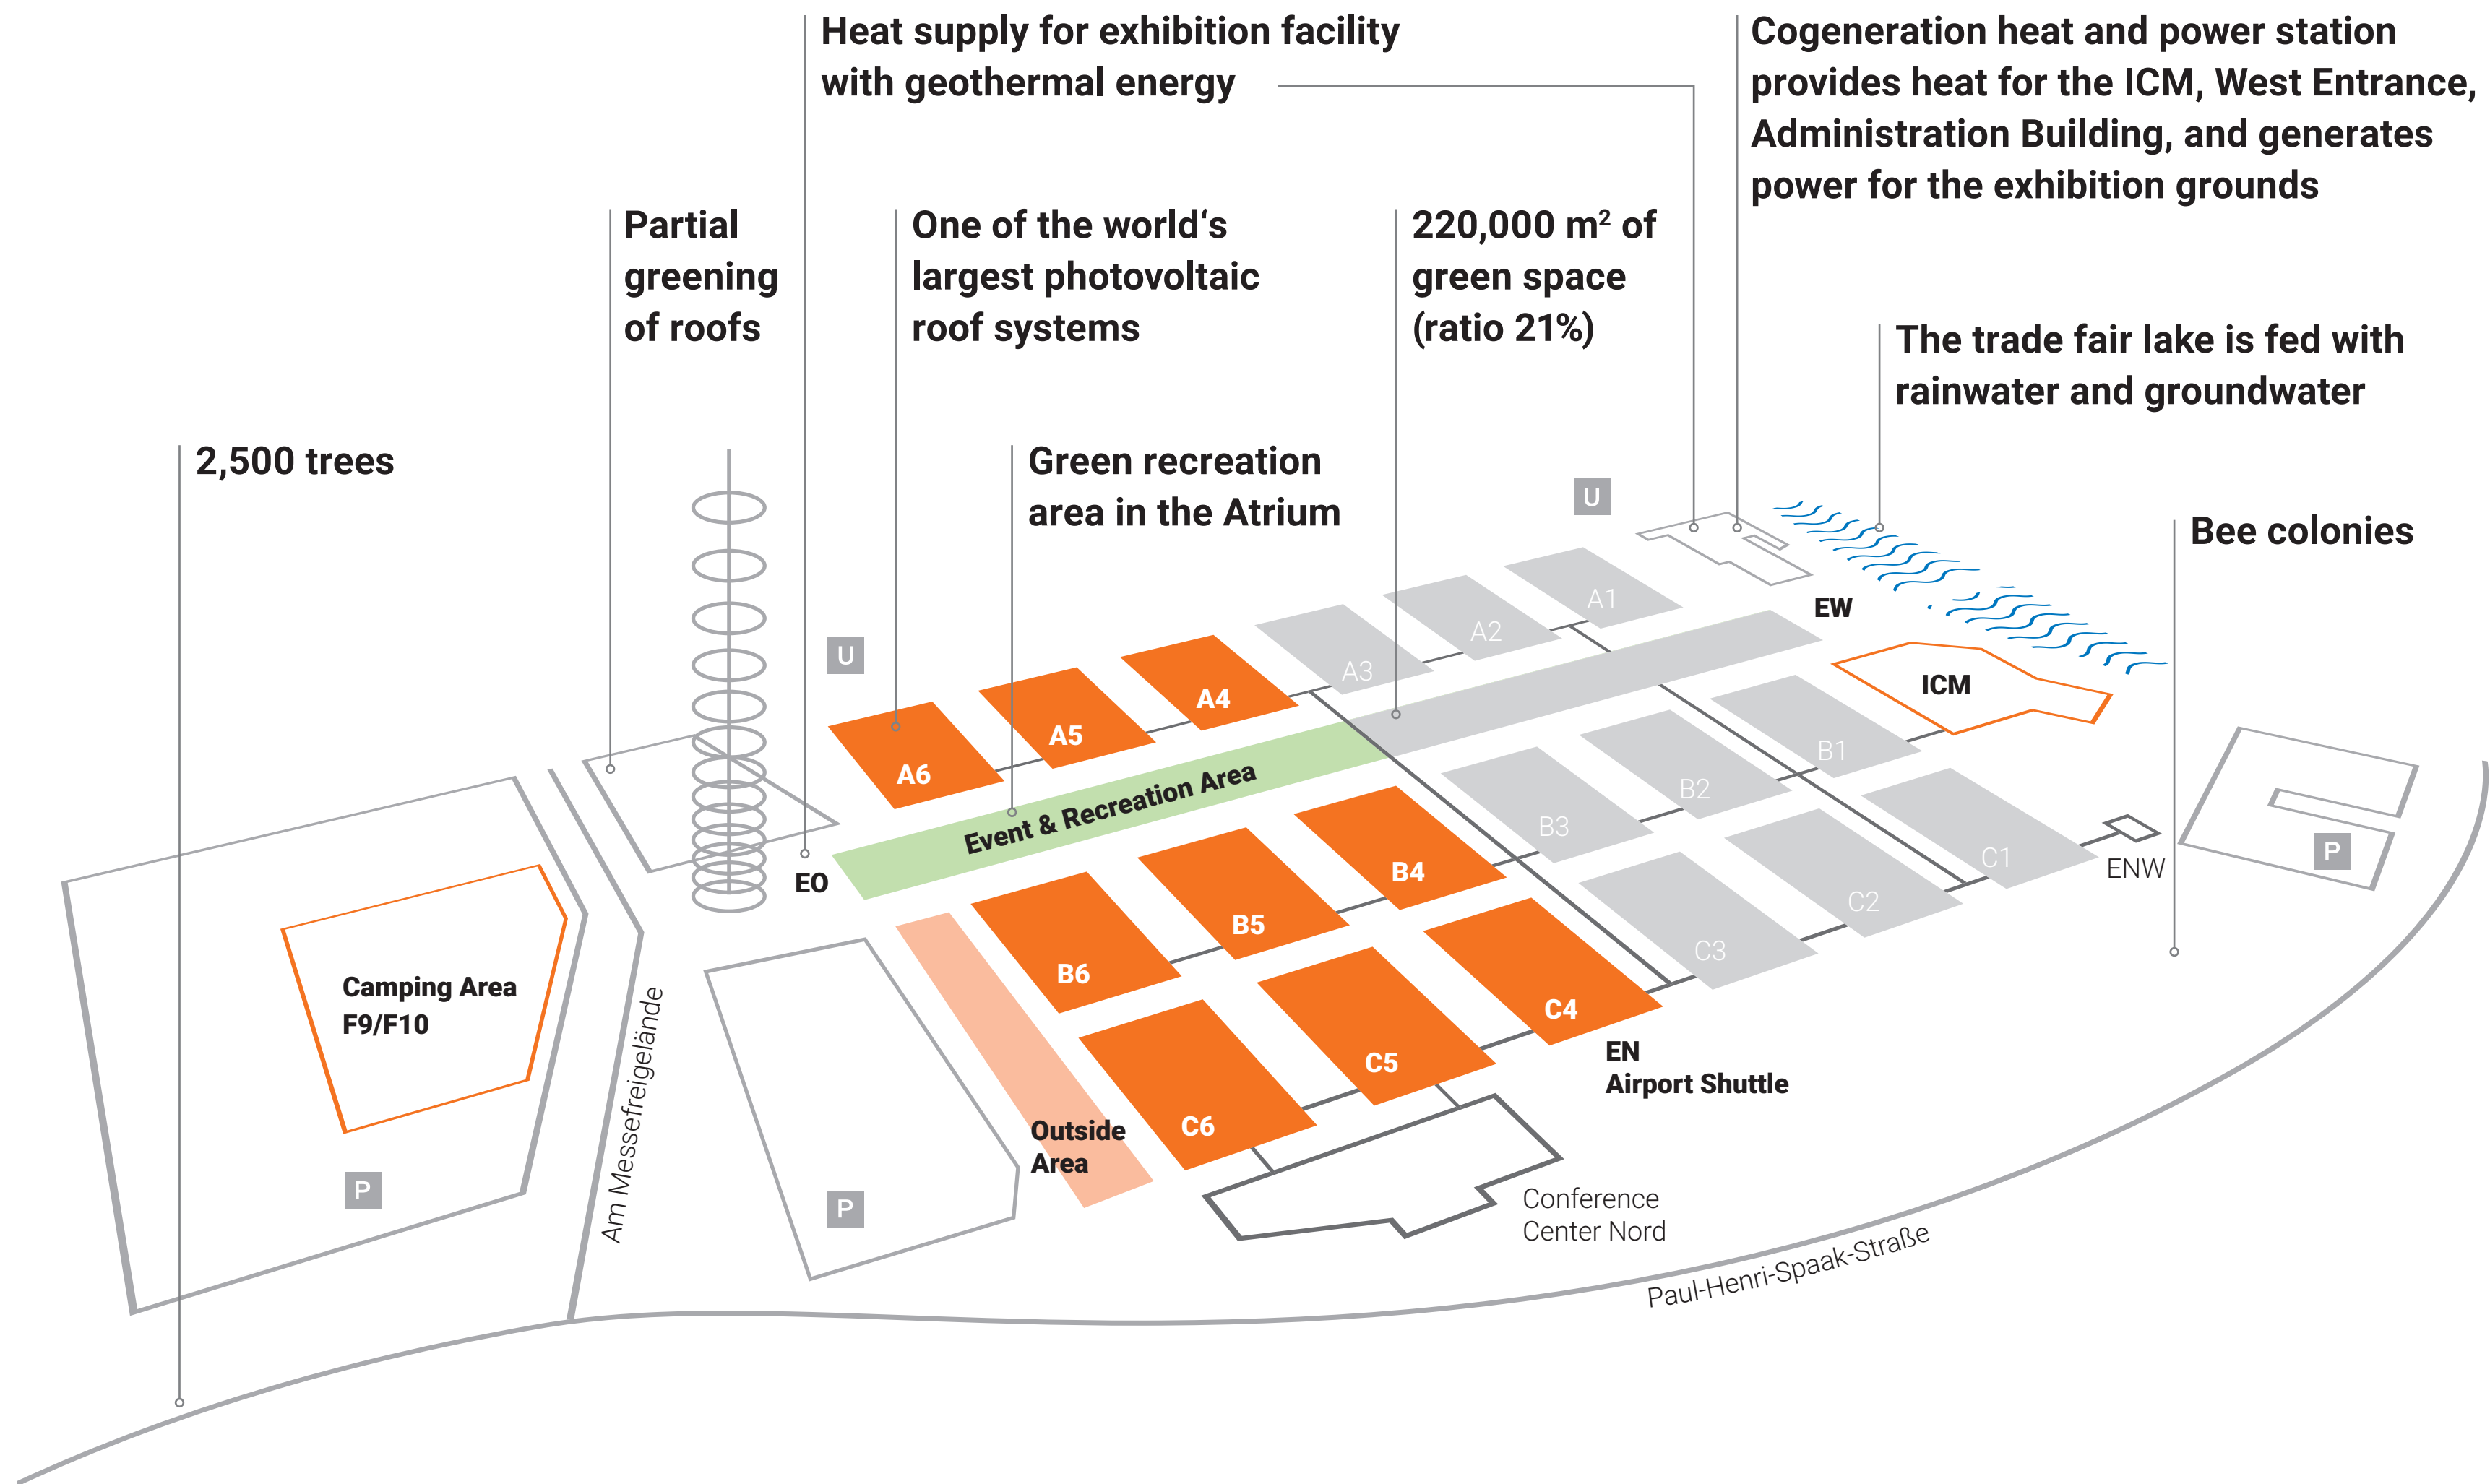 Heat supply for exhibition facility
with geothermal energy
Cogeneration heat and power station
provides heat for the ICM, West Entrance,
Administration Building, and generates
power for the exhibition grounds
Partial
greening
of roofs
One of the world‘s
largest photovoltaic
roof systems
220,000 m² of
green space
(ratio 21%)
The trade fair lake is fed with
rainwater and groundwater
2,500 trees
Green recreation
area in the Atrium
Bee colonies
U
U
A1
A2
A3
A4
A5
A6
EW
ICM
Event & Recreation Area
EO
B1
B2
B3
B4
B5
B6
C1
C2
C3
C4
C5
C6
ENW
P
Camping Area
F9/F10
P
Am Messefreigelände
P
Outside
Area
EN
Airport Shuttle
Conference
Center Nord
Paul-Henri-Spaak-Straße